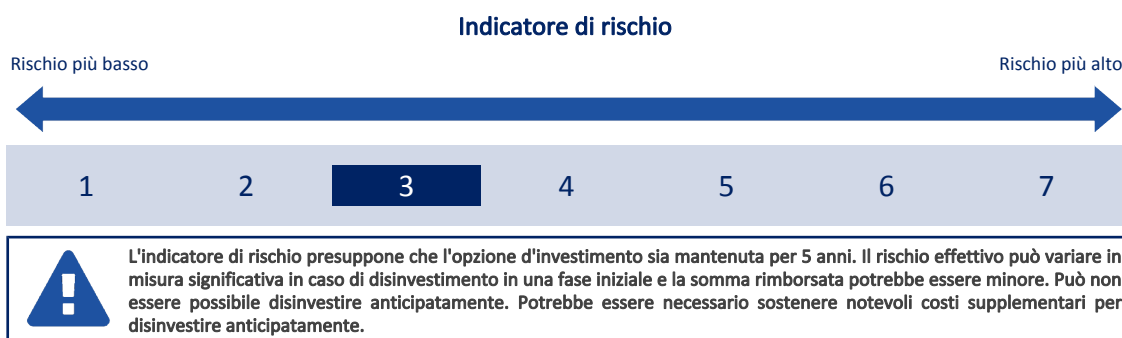 Indicatore di rischio
Rischio più basso Rischio più alto
1 2 3 4 5 6 7
L'indicatore di rischio presuppone che l'opzione d'investimento sia mantenuta per 5 anni. Il rischio effettivo può variare in
misura significativa in caso di disinvestimento in una fase iniziale e la somma rimborsata potrebbe essere minore. Può non
essere possibile disinvestire anticipatamente. Potrebbe essere necessario sostenere notevoli costi supplementari per
disinvestire anticipatamente.